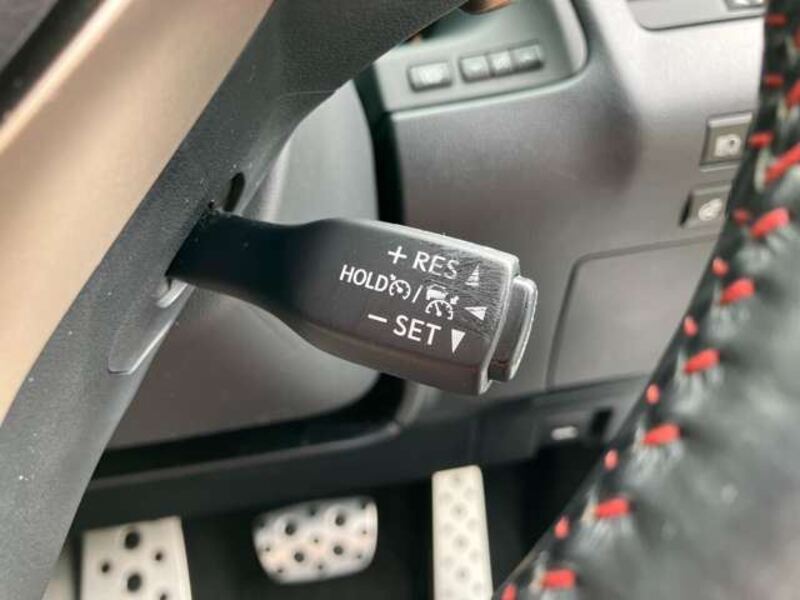 + RES
HOLD /
– SET